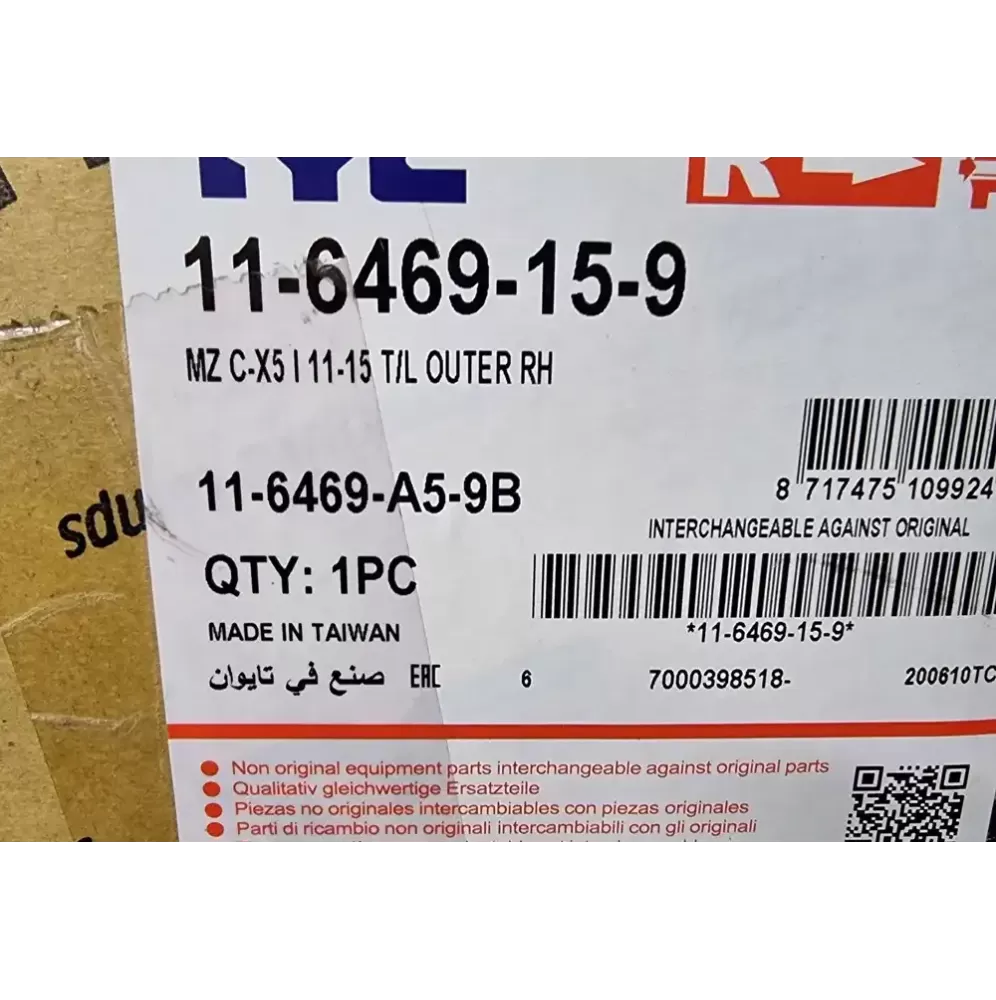 TYC
11-6469-15-9
MZ C-X5 I 11-15 T/L OUTER RH
11-6469-A5-9B
8 717475 109924
INTERCHANGEABLE AGAINST ORIGINAL
QTY: 1PC
*11-6469-15-9*
MADE IN TAIWAN
صنع في تايوان EAC 6 7000398518- 200610TC
sdu
Non original equipment parts interchangeable against original parts
Qualitativ gleichwertige Ersatzteile
Piezas no originales intercambiables con piezas originales
Parti di ricambio non originali intercambiabili con gli originali